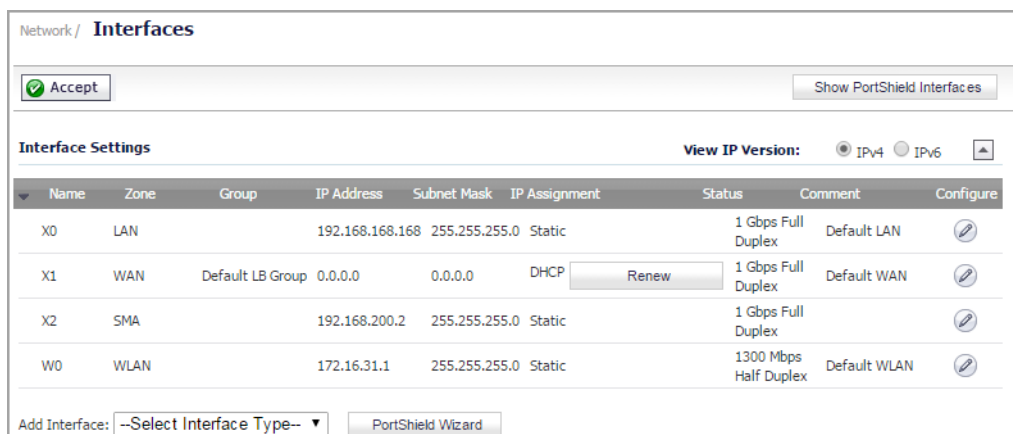 Network / Interfaces
Accept
Show PortShield Interfaces
Interface Settings
View IP Version: IPv4 IPv6
Name Zone Group IP Address Subnet Mask IP Assignment Status Comment Configure
X0 LAN 192.168.168.168 255.255.255.0 Static 1 Gbps Full Duplex Default LAN
X1 WAN Default LB Group 0.0.0.0 0.0.0.0 DHCP Renew 1 Gbps Full Duplex Default WAN
X2 SMA 192.168.200.2 255.255.255.0 Static 1 Gbps Full Duplex
W0 WLAN 172.16.31.1 255.255.255.0 Static 1300 Mbps Half Duplex Default WLAN
Add Interface: --Select Interface Type-- PortShield Wizard